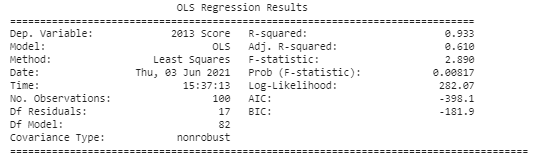 OLS Regression Results
==============================================================================
Dep. Variable: 2013 Score R-squared: 0.933
Model: OLS Adj. R-squared: 0.610
Method: Least Squares F-statistic: 2.890
Date: Thu, 03 Jun 2021 Prob (F-statistic): 0.00817
Time: 15:37:13 Log-Likelihood: 282.07
No. Observations: 100 AIC: -398.1
Df Residuals: 17 BIC: -181.9
Df Model: 82
Covariance Type: nonrobust
==============================================================================